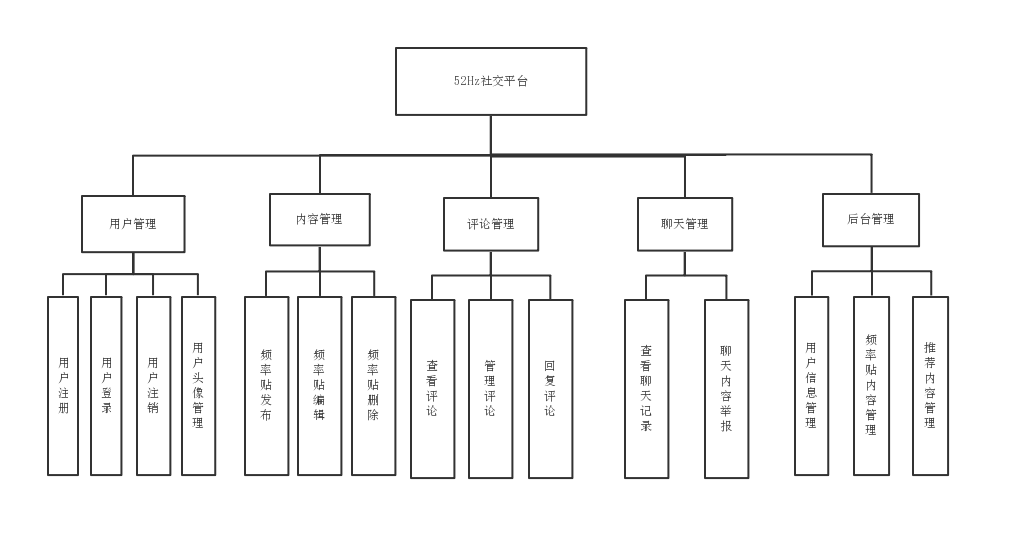 52Hz社交平台
用户管理
内容管理
评论管理
聊天管理
后台管理
用户注册
用户登录
用户注销
用户头像管理
频率贴发布
频率贴编辑
频率贴删除
查看评论
管理评论
回复评论
查看聊天记录
聊天内容举报
用户信息管理
频率贴内容管理
推荐内容管理